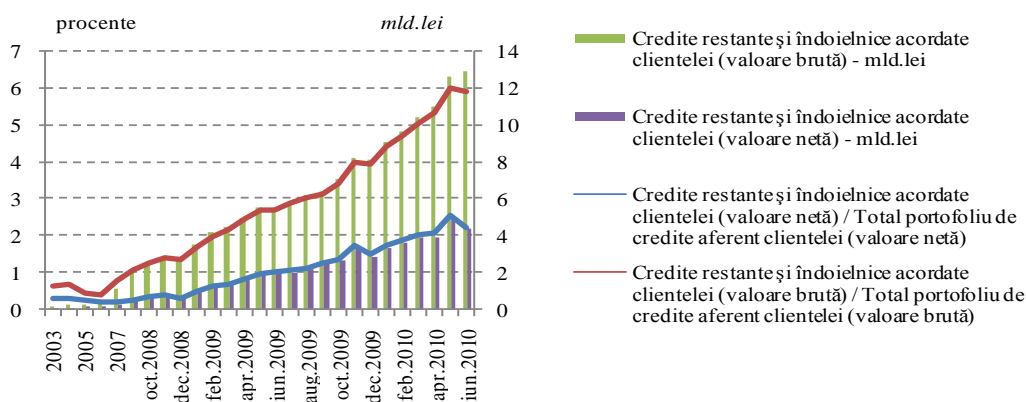 procente
mld.lei
7
6
5
4
3
2
1
0
14
12
10
8
6
4
2
0
2003
2005
2007
oct.2008
dec.2008
feb.2009
apr.2009
iun.2009
aug.2009
oct.2009
dec.2009
feb.2010
apr.2010
iun.2010
Credite restante și îndoielnice acordate
clientelei (valoare brută) - mld.lei
Credite restante și îndoielnice acordate
clientelei (valoare netă) - mld.lei
Credite restante și îndoielnice acordate
clientelei (valoare netă) / Total portofoliu de
credite aferent clientelei (valoare netă)
Credite restante și îndoielnice acordate
clientelei (valoare brută) / Total portofoliu de
credite aferent clientelei (valoare brută)